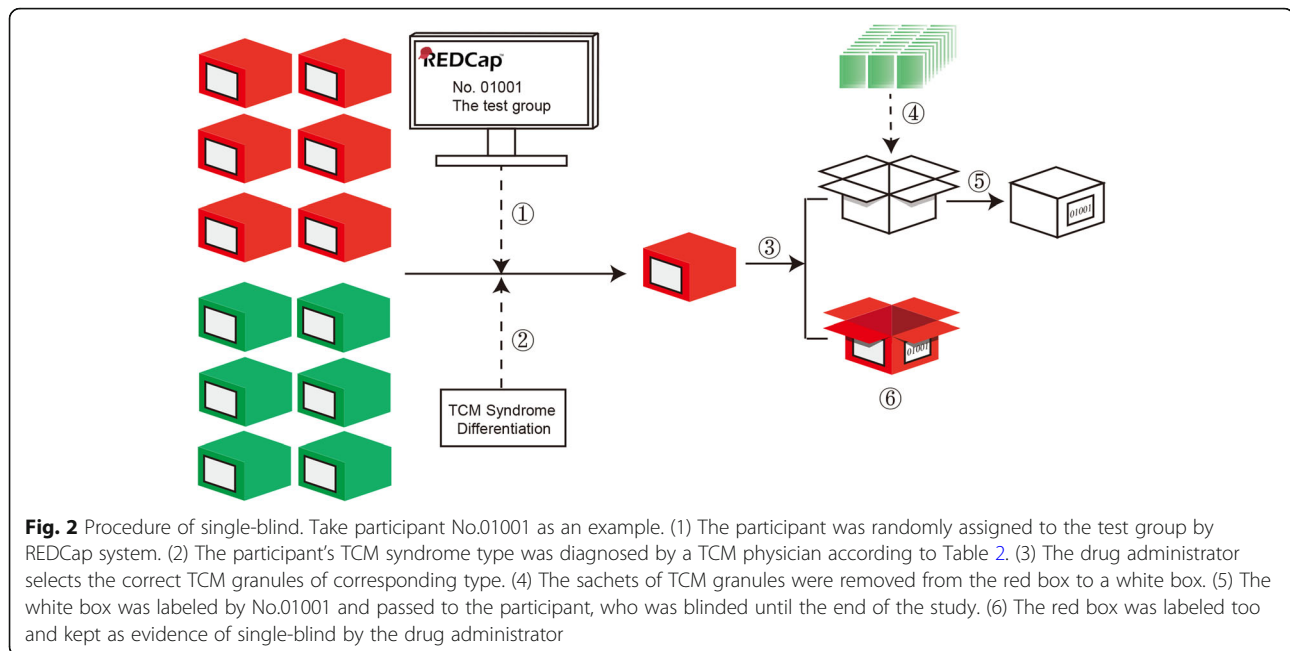 REDCap
No. 01001
The test group
④
⑤
01001
①
③
②
01001
⑥
TCM Syndrome
Differentiation
Fig. 2 Procedure of single-blind. Take participant No.01001 as an example. (1) The participant was randomly assigned to the test group by
REDCap system. (2) The participant's TCM syndrome type was diagnosed by a TCM physician according to Table 2. (3) The drug administrator
selects the correct TCM granules of corresponding type. (4) The sachets of TCM granules were removed from the red box to a white box. (5) The
white box was labeled by No.01001 and passed to the participant, who was blinded until the end of the study. (6) The red box was labeled too
and kept as evidence of single-blind by the drug administrator